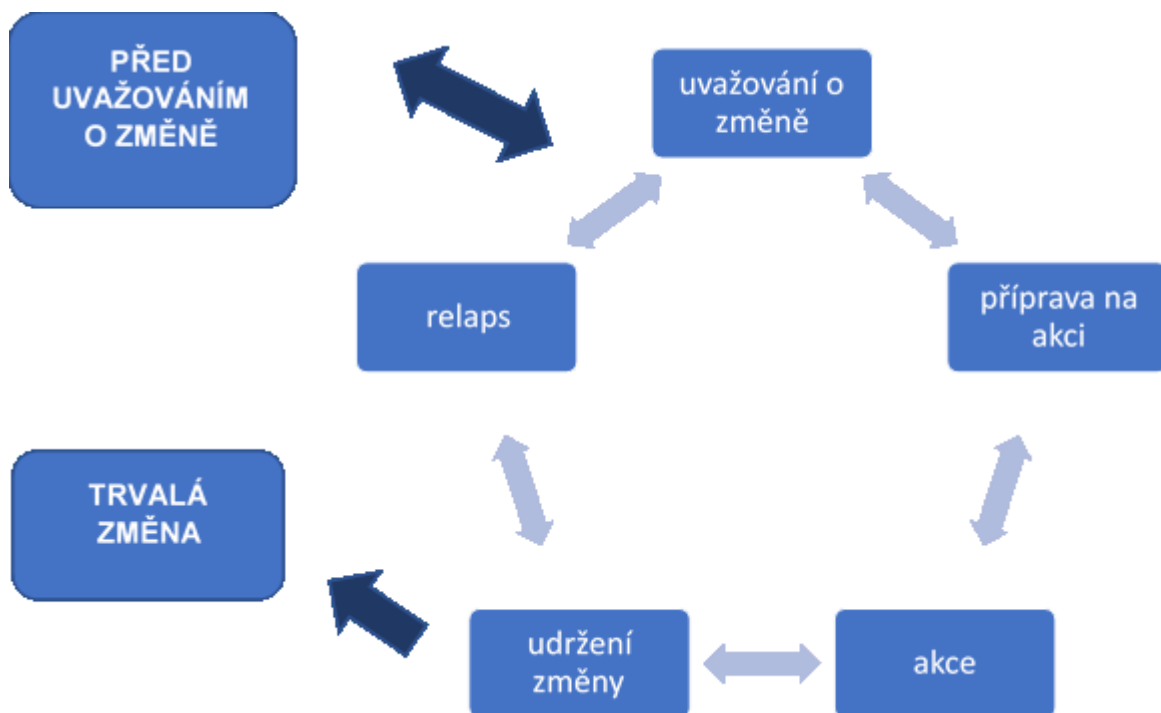 PŘED
UVAŽOVÁNÍM
O ZMĚNĚ
uvažování o
změně
relaps
příprava na
akci
TRVALÁ
ZMĚNA
udržení
změny
akce